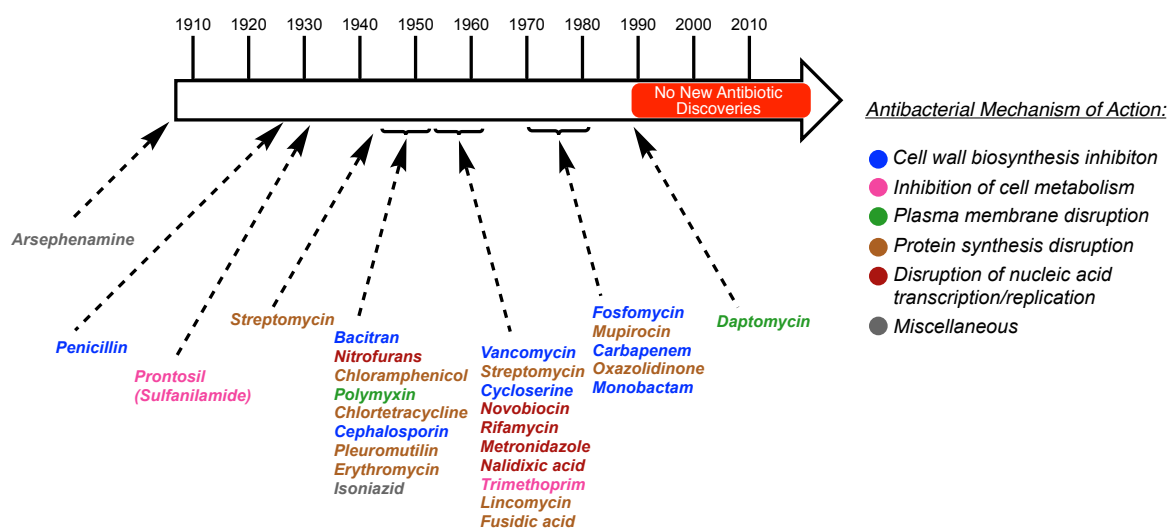 1910 1920 1930 1940 1950 1960 1970 1980 1990 2000 2010
No New Antibiotic
Discoveries
Antibacterial Mechanism of Action:
Cell wall biosynthesis inhibiton
Inhibition of cell metabolism
Plasma membrane disruption
Protein synthesis disruption
Disruption of nucleic acid
transcription/replication
Miscellaneous
Arsephenamine
Penicillin
Prontosil
(Sulfanilamide)
Streptomycin
Bacitran
Nitrofurans
Chloramphenicol
Polymyxin
Chlortetracycline
Cephalosporin
Pleuromutilin
Erythromycin
Isoniazid
Vancomycin
Streptomycin
Cycloserine
Novobiocin
Rifamycin
Metronidazole
Nalidixic acid
Trimethoprim
Lincomycin
Fusidic acid
Fosfomycin
Mupirocin
Carbapenem
Oxazolidinone
Monobactam
Daptomycin